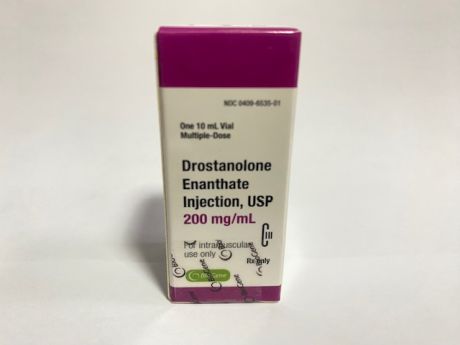 NDC 0409-6535-01
One 10 mL Vial
Multiple-Dose
Drostanolone
Enanthate
Injection, USP
200 mg/mL
CIII
For intramuscular
use only
Rx only